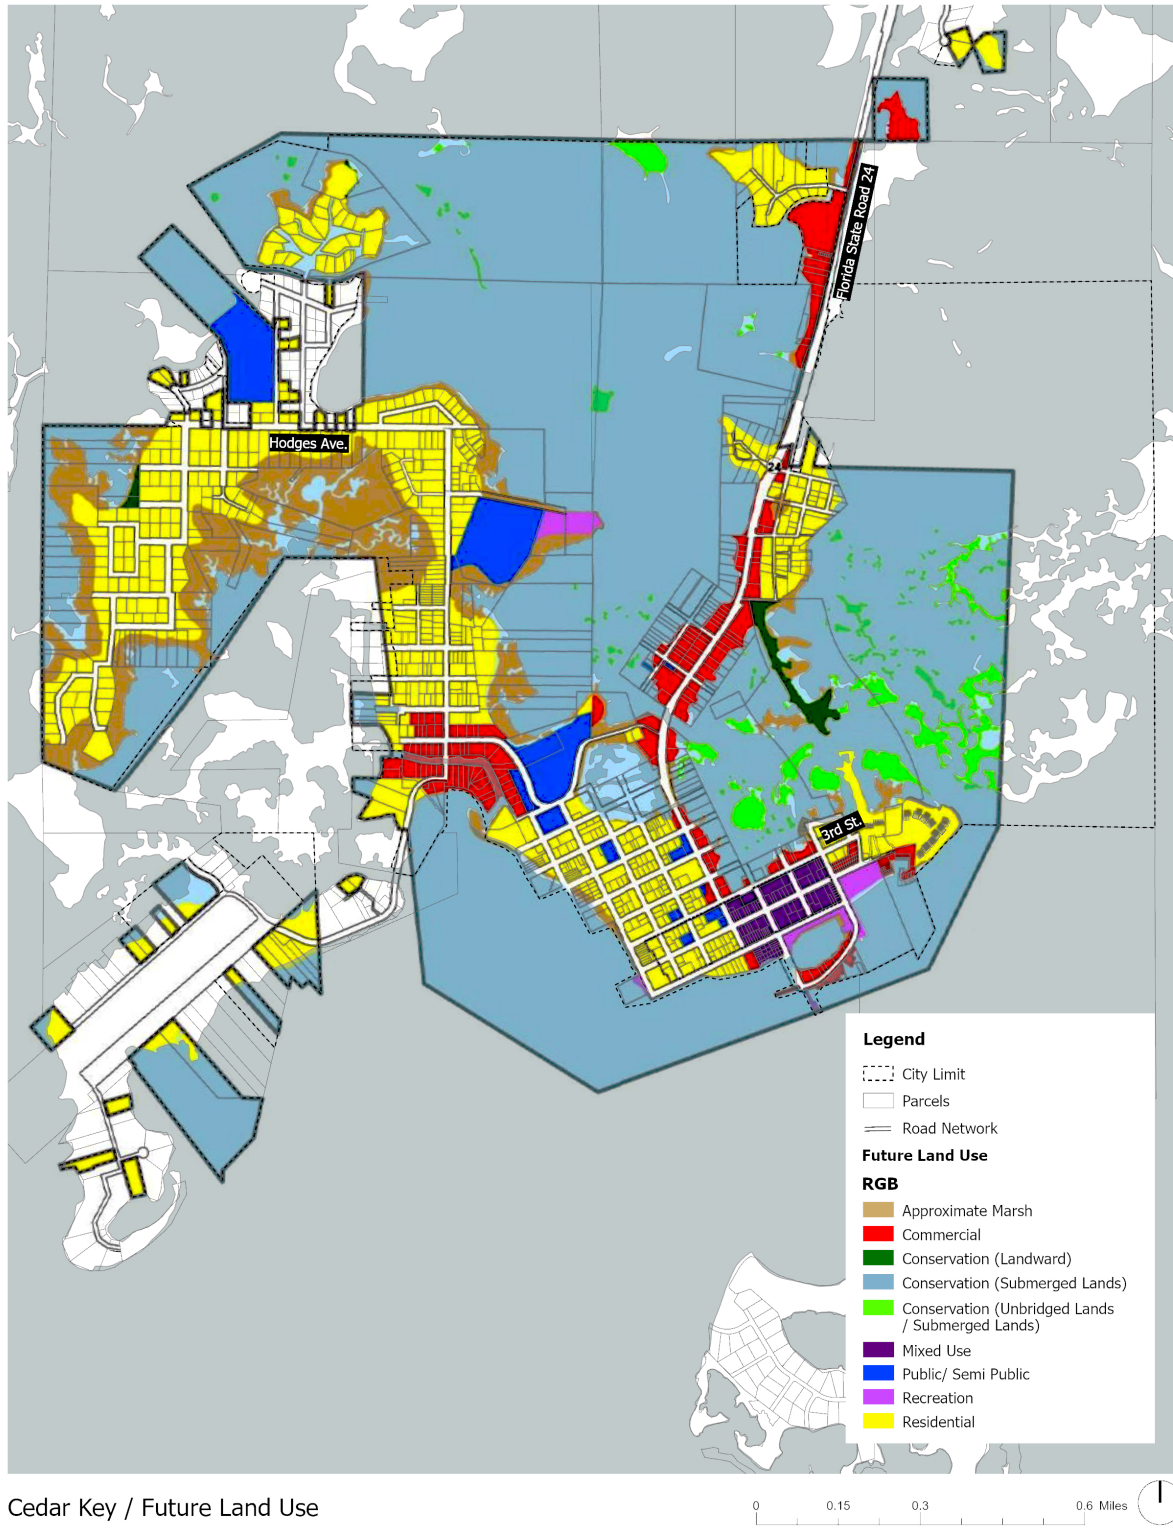 Florida State Road 24
Hodges Ave.
24
3rd St.
Legend
City Limit
Parcels
Road Network
Future Land Use
RGB
Approximate Marsh
Commercial
Conservation (Landward)
Conservation (Submerged Lands)
Conservation (Unbridged Lands
/ Submerged Lands)
Mixed Use
Public/ Semi Public
Recreation
Residential
Cedar Key / Future Land Use
0 0.15 0.3 0.6 Miles